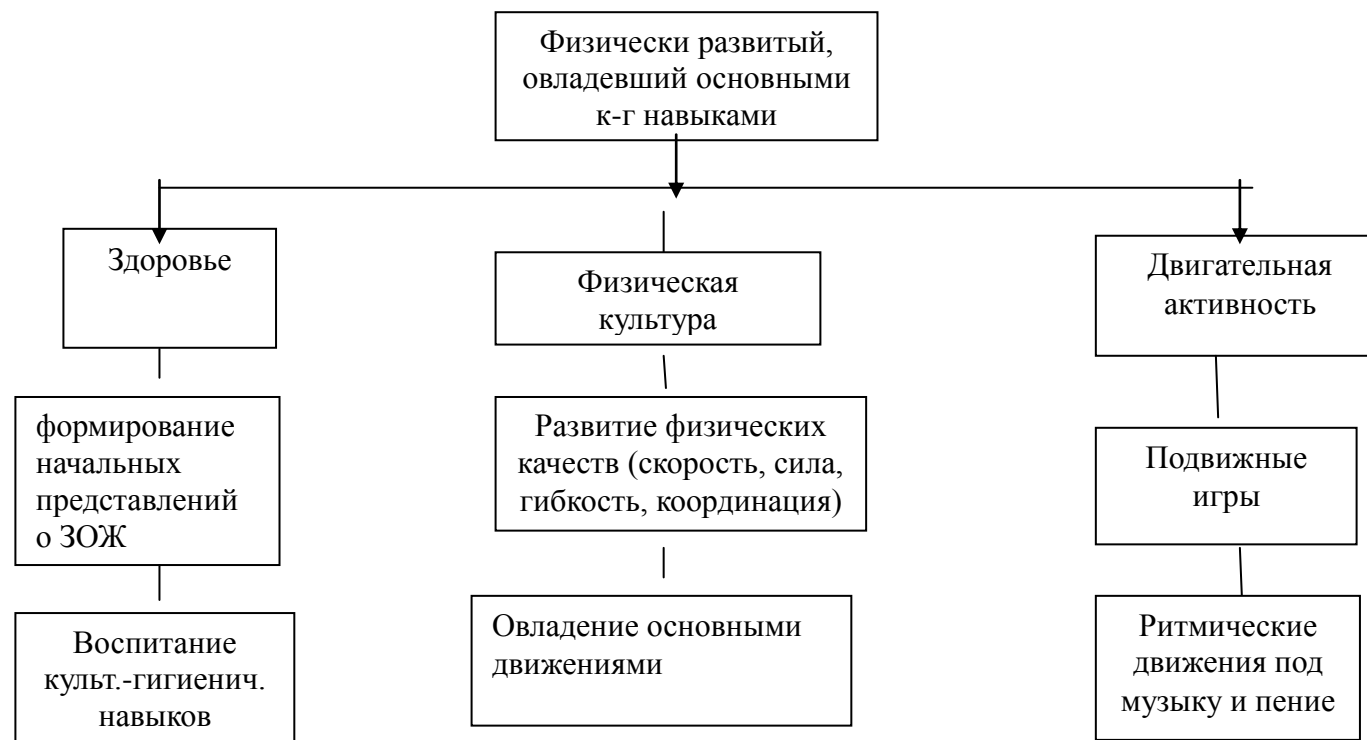 Физически развитый,
овладевший основными
к-г навыками
Здоровье
Физическая
культура
Двигательная
активность
формирование
начальных
представлений
о ЗОЖ
Развитие физических
качеств (скорость, сила,
гибкость, координация)
Подвижные
игры
Воспитание
культ.-гигиенич.
навыков
Овладение основными
движениями
Ритмические
движения под
музыку и пение